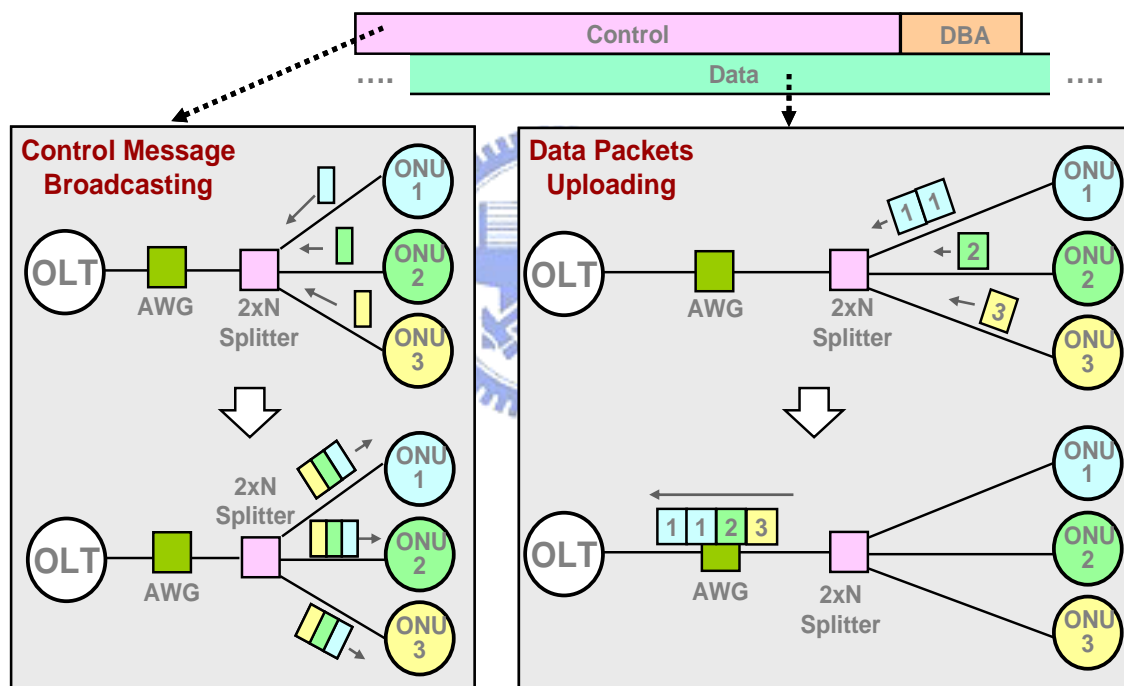 Control
DBA
....
Data
....
Control Message
Broadcasting
ONU
1
OLT
ONU
2
AWG
2xN
Splitter
ONU
3
ONU
1
2xN
Splitter
OLT
ONU
2
AWG
ONU
3
Data Packets
Uploading
ONU
1
1 1
2
OLT
ONU
2
3
AWG
2xN
Splitter
ONU
3
ONU
1
1 1 2 3
OLT
ONU
2
AWG
2xN
Splitter
ONU
3